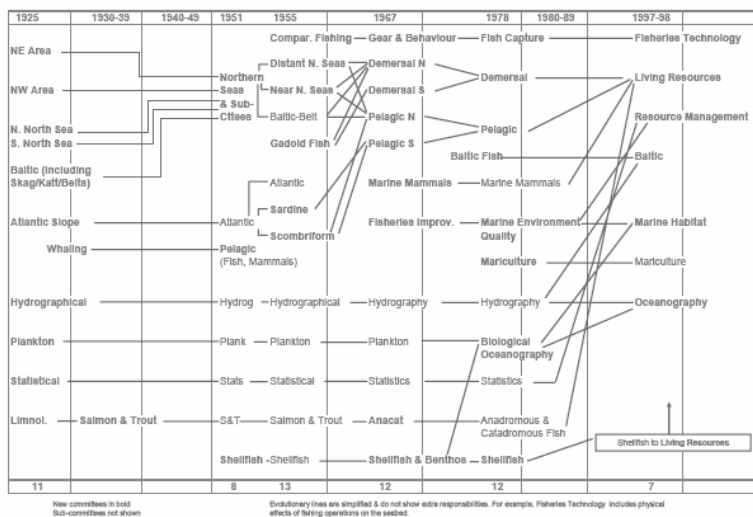 1925 1930-39 1940-49 1951 1955 1967 1978 1980-89 1997-98
Compar. Fishing Gear & Behaviour Fish Capture Fisheries Technology
NE Area
Distant N. Seas Demersal N
Northern
Demersal
Living Resources
NW Area
Seas
Near N. Seas
Demersal S
& Sub-
Cttees
Baltic-Belt
Pelagic N
Resource Management
N. North Sea
Pelagic
S. North Sea
Gadoid Fish
Pelagic S
Baltic Fish
Baltic
Baltic (including
Skag/Katt/Belts)
Atlantic
Marine Mammals Marine Mammals
Sardine
Atlantic Slope
Atlantic
Fisheries Improv.
Marine Environment
Quality
Marine Habitat
Scombriform
Whaling
Pelagic
(Fish, Mammals)
Mariculture Mariculture
Hydrographical Hydrog Hydrographical Hydrography Hydrography Oceanography
Plankton Plank Plankton Plankton Biological
Oceanography
Statistical Stats Statistical Statistics Statistics
Limnol. Salmon & Trout S&T Salmon & Trout Anacat Anadromous &
Catadromous Fish
Shellfish to Living Resources
Shellfish -Shellfish Shellfish & Benthos Shellfish
11 8 13 12 12 7
New committees in bold
Sub-committees not shown
Evolutionary lines are simplified & do not show extra responsibilities. For example, Fisheries Technology includes physical
effects of fishing operations on the seabed.